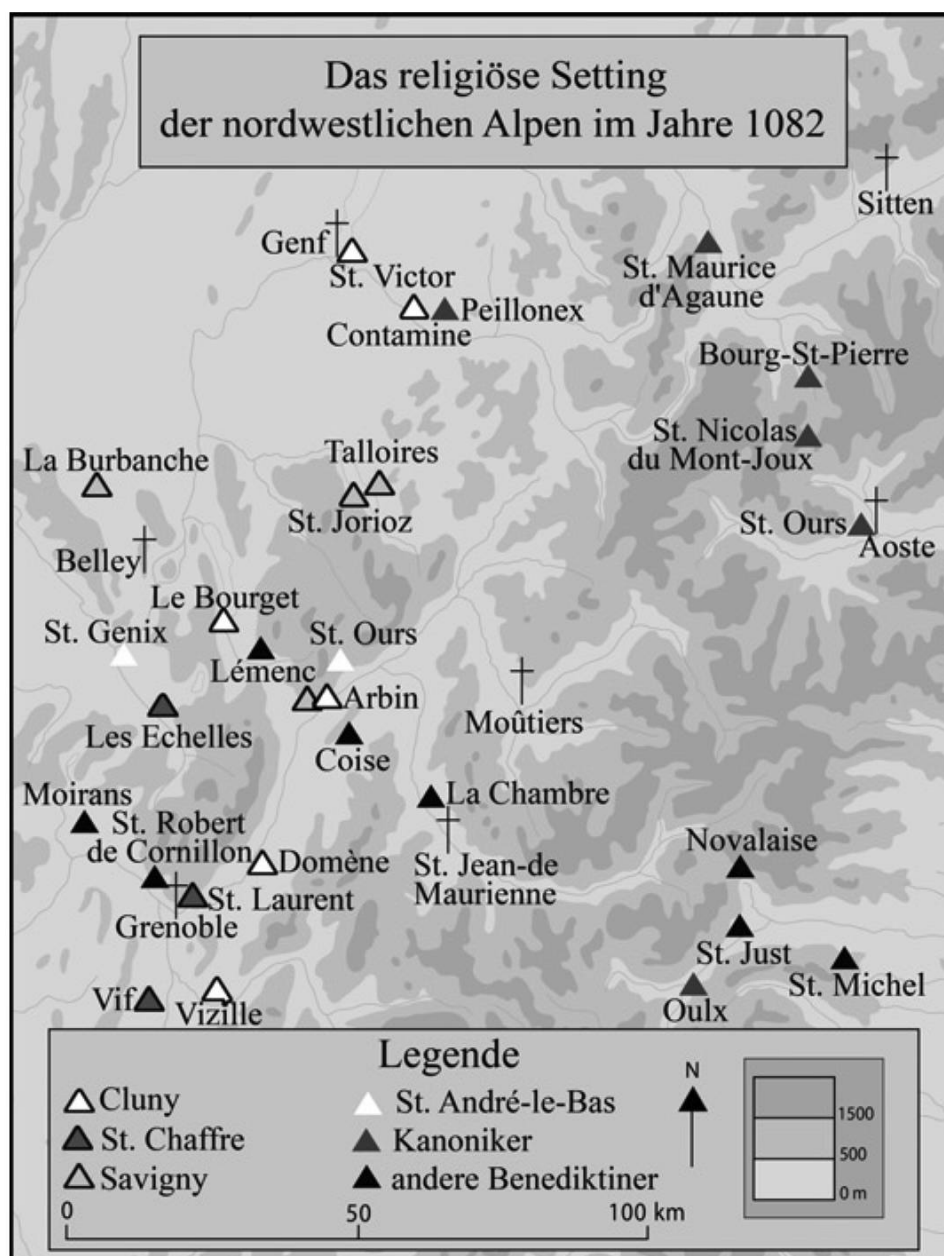 Das religiöse Setting
der nordwestlichen Alpen im Jahre 1082
Sitten
Genf
St. Victor
St. Maurice
d'Agaune
Contamine
Peillonex
Bourg-St-Pierre
St. Nicolas
du Mont-Joux
La Burbanche
Talloires
St. Jorioz
St. Ours
Aoste
Belley
Le Bourget
St. Genix
St. Ours
Lémenc
Arbin
Moûtiers
Les Echelles
Coise
Moirans
La Chambre
St. Robert
de Cornillon
Domène
St. Jean-de
Maurienne
Novalaise
St. Laurent
Grenoble
St. Just
St. Michel
Vif
Vizille
Oulx
Legende
Cluny
St. Chaffre
Savigny
St. André-le-Bas
Kanoniker
andere Benediktiner
N
1500
500
0 m
0
50
100 km